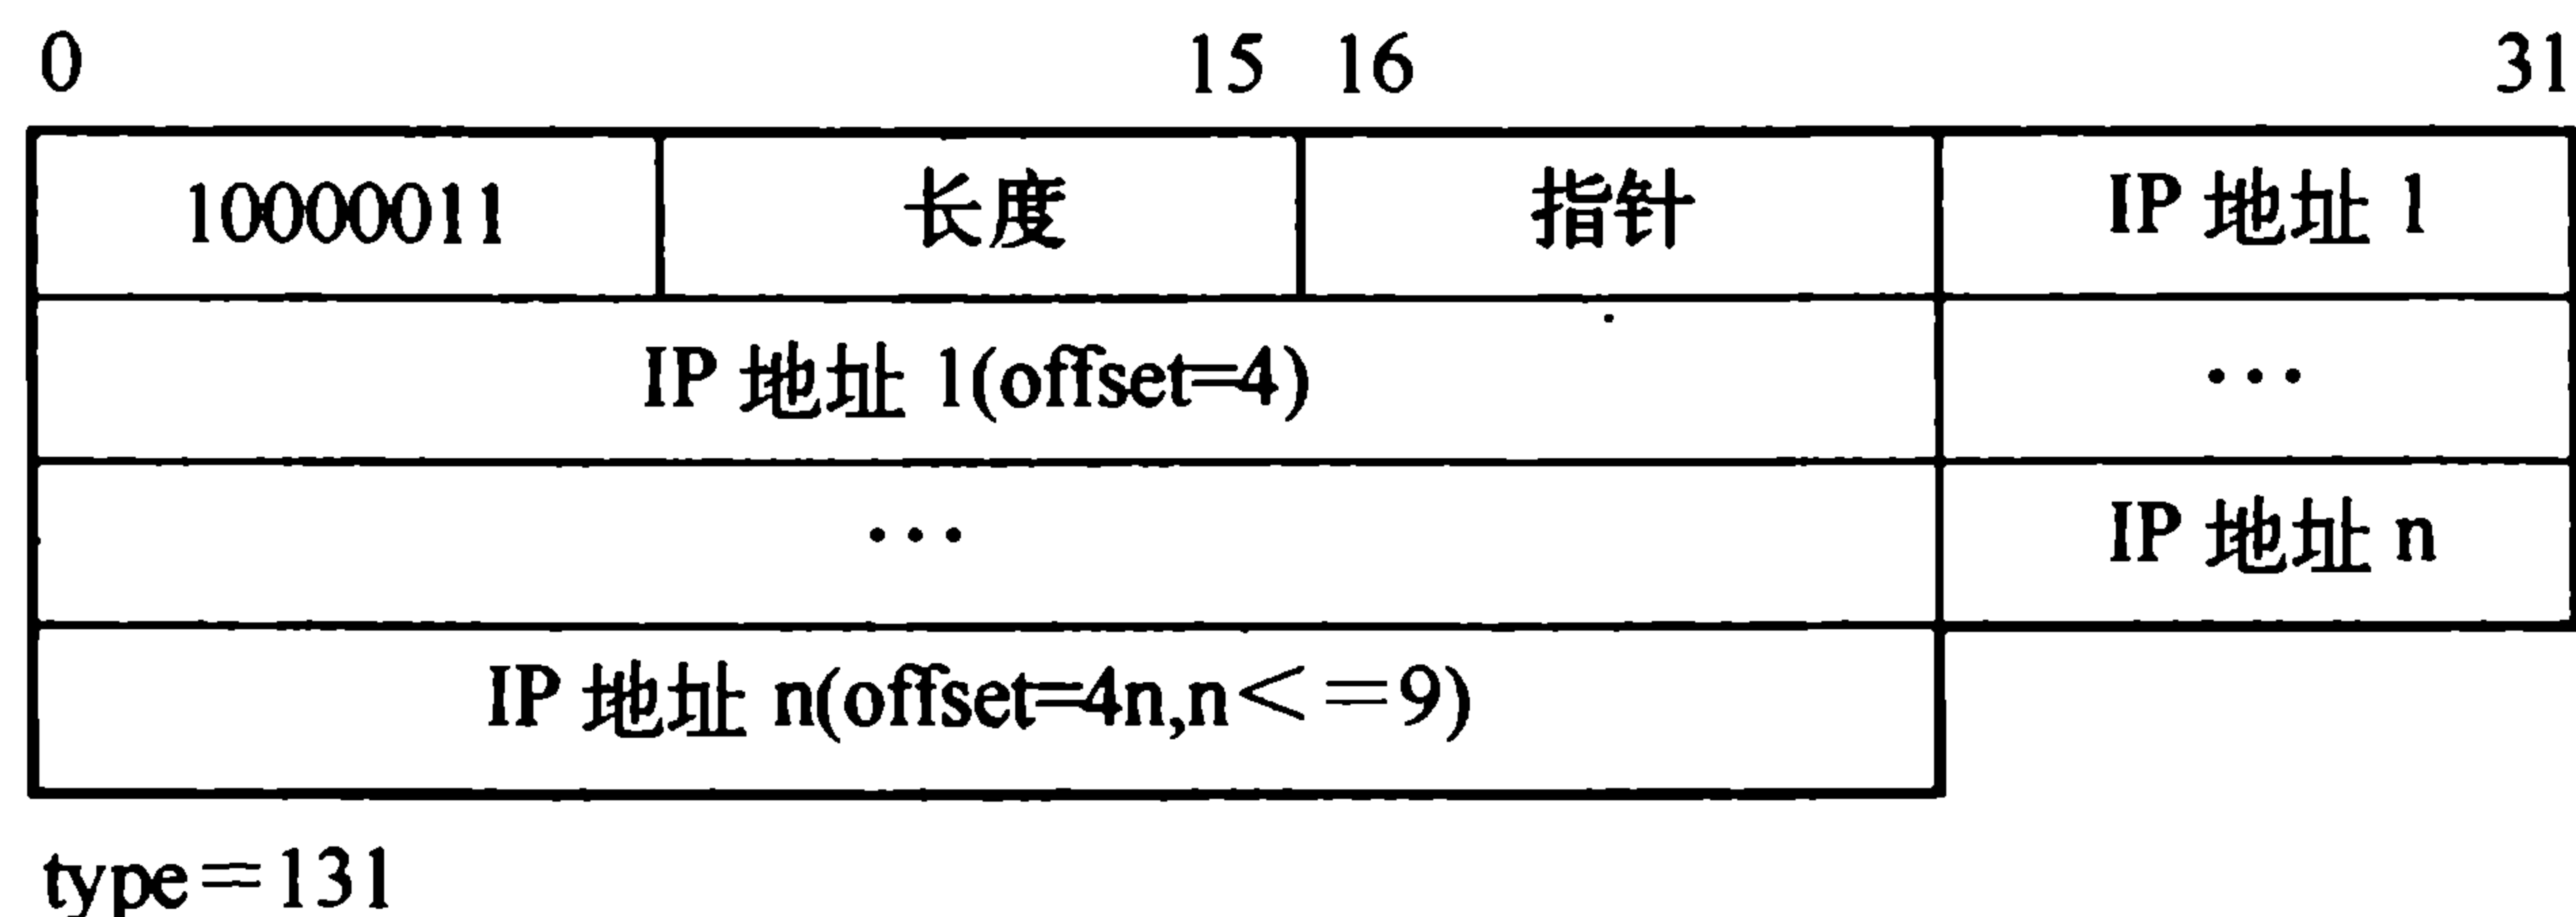 0 15 16 31
10000011 长度 指针 IP 地址 1
IP 地址 1(offset=4) ···
··· IP 地址 n
IP 地址 n(offset=4n,n<=9)
type=131